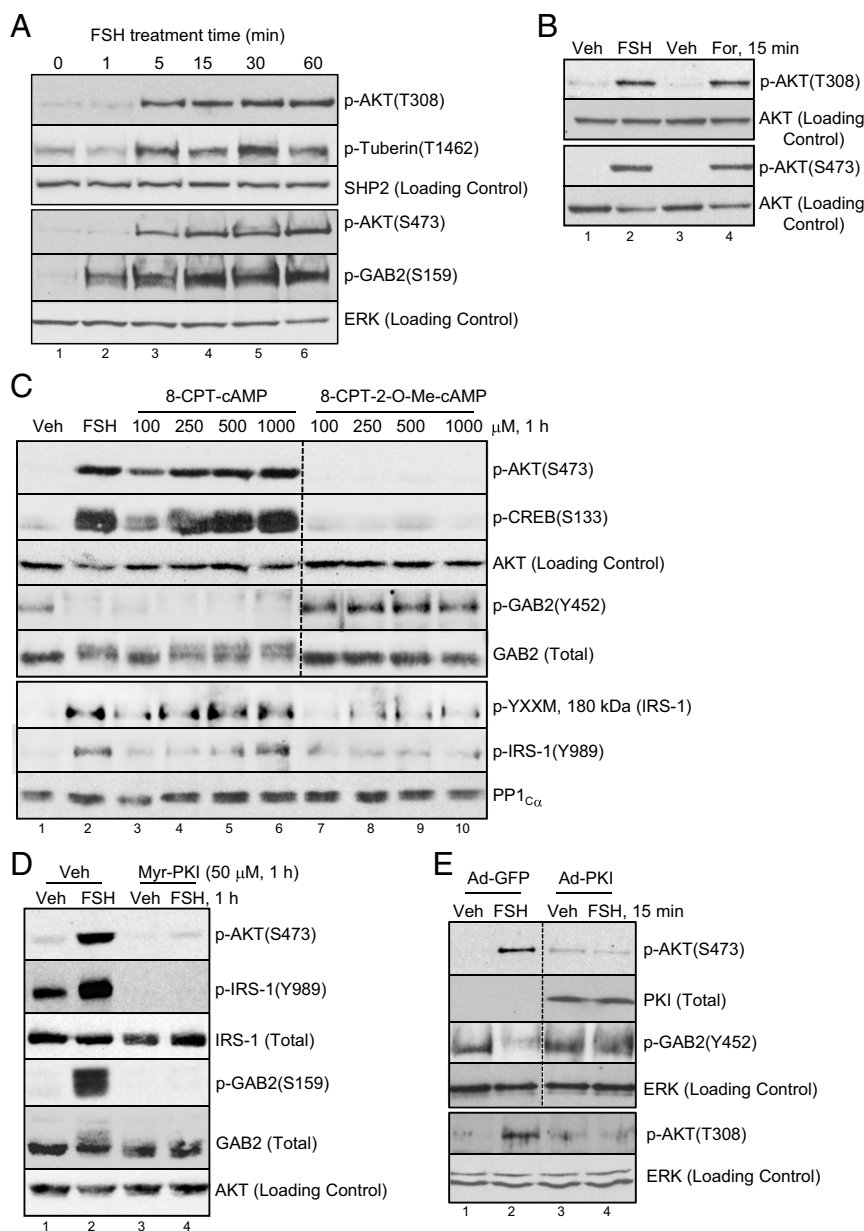 A
FSH treatment time (min)
0 1 5 15 30 60
p-AKT(T308)
p-Tuberin(T1462)
SHP2 (Loading Control)
p-AKT(S473)
p-GAB2(S159)
ERK (Loading Control)
1 2 3 4 5 6
B
Veh FSH Veh For, 15 min
p-AKT(T308)
AKT (Loading
Control)
p-AKT(S473)
AKT (Loading
Control)
1 2 3 4
C
8-CPT-cAMP 8-CPT-2-O-Me-cAMP
Veh FSH 100 250 500 1000 100 250 500 1000 μM, 1 h
p-AKT(S473)
p-CREB(S133)
AKT (Loading Control)
p-GAB2(Y452)
GAB2 (Total)
p-YXXM, 180 kDa (IRS-1)
p-IRS-1(Y989)
PP1Cα
1 2 3 4 5 6 7 8 9 10
D
Veh Myr-PKI (50 μM, 1 h)
Veh FSH Veh FSH, 1 h
p-AKT(S473)
p-IRS-1(Y989)
IRS-1 (Total)
p-GAB2(S159)
GAB2 (Total)
AKT (Loading Control)
1 2 3 4
E
Ad-GFP Ad-PKI
Veh FSH Veh FSH, 15 min
p-AKT(S473)
PKI (Total)
p-GAB2(Y452)
ERK (Loading Control)
p-AKT(T308)
ERK (Loading Control)
1 2 3 4